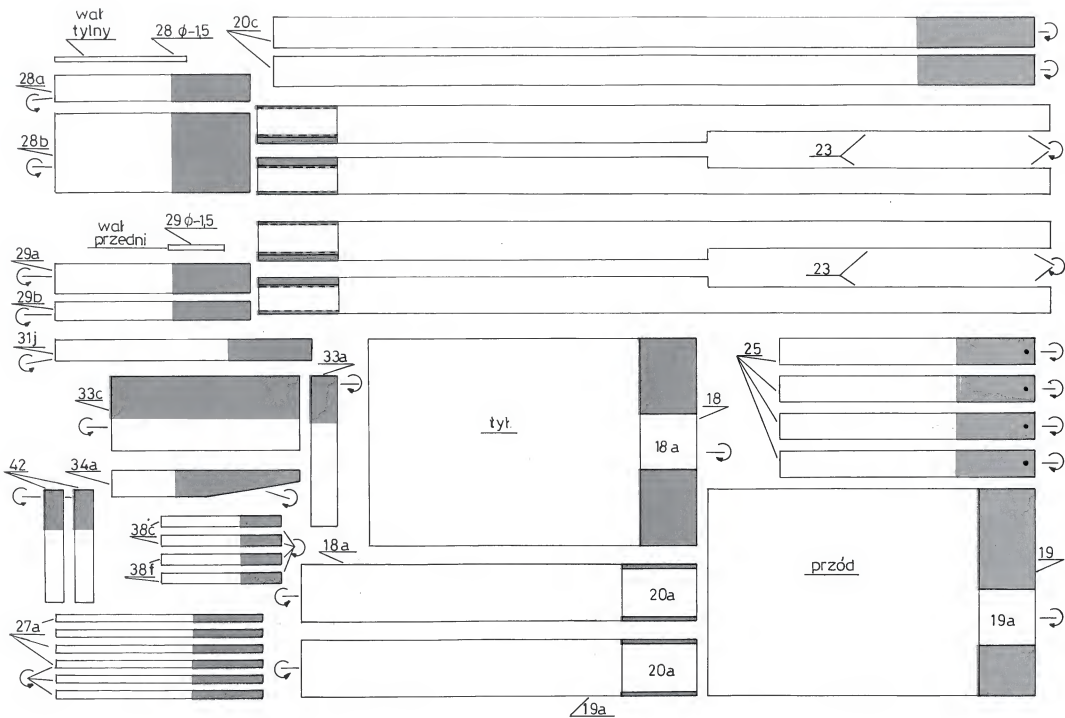 wał
tylny
28 ϕ-1,5
20c
28a
28b
23
wał
przedni
29 ϕ-1,5
29a
29b
23
31j
33a
33c
tył.
18
18a
25
42
34a
38c
38f
18a
przód
19
19a
27a
20a
20a
19a